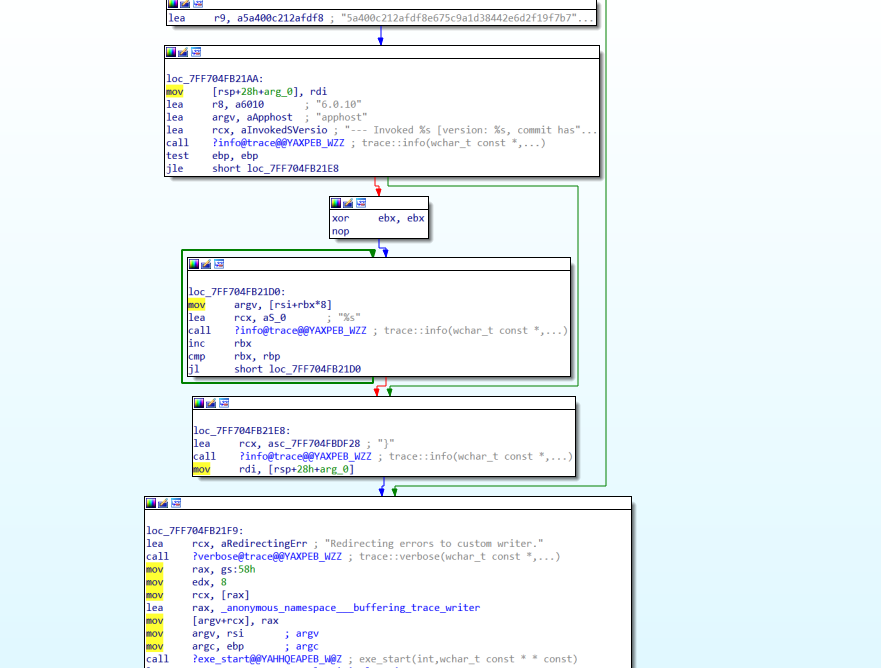 lea r9, a5a400c212afdf8 ; "5a400c212afdf8e675c9a1d38442e6d2f19f7b7"...
loc_7FF704FB21AA:
mov [rsp+28h+arg_0], rdi
lea r8, a6010 ; "6.0.10"
lea argv, aApphost ; "apphost"
lea rcx, aInvokedSVersio ; "--- Invoked %s [version: %s, commit has"...
call ?info@trace@@YAXPEB_WZZ ; trace::info(wchar_t const *,...)
test ebp, ebp
jle short loc_7FF704FB21E8
xor ebx, ebx
nop
loc_7FF704FB21D0:
mov argv, [rsi+rbx*8]
lea rcx, aS_0 ; "%s"
call ?info@trace@@YAXPEB_WZZ ; trace::info(wchar_t const *,...)
inc rbx
cmp rbx, rbp
jl short loc_7FF704FB21D0
loc_7FF704FB21E8:
lea rcx, asc_7FF704FBDF28 ; "}"
call ?info@trace@@YAXPEB_WZZ ; trace::info(wchar_t const *,...)
mov rdi, [rsp+28h+arg_0]
loc_7FF704FB21F9:
lea rcx, aRedirectingErr ; "Redirecting errors to custom writer."
call ?verbose@trace@@YAXPEB_WZZ ; trace::verbose(wchar_t const *,...)
mov rax, gs:58h
mov edx, 8
mov rcx, [rax]
lea rax, _anonymous_namespace___buffering_trace_writer
mov [argv+rcx], rax
mov argv, rsi ; argv
mov argc, ebp ; argc
call ?exe_start@@YAHHQEAPEB_W@Z ; exe_start(int,wchar_t const * * const)